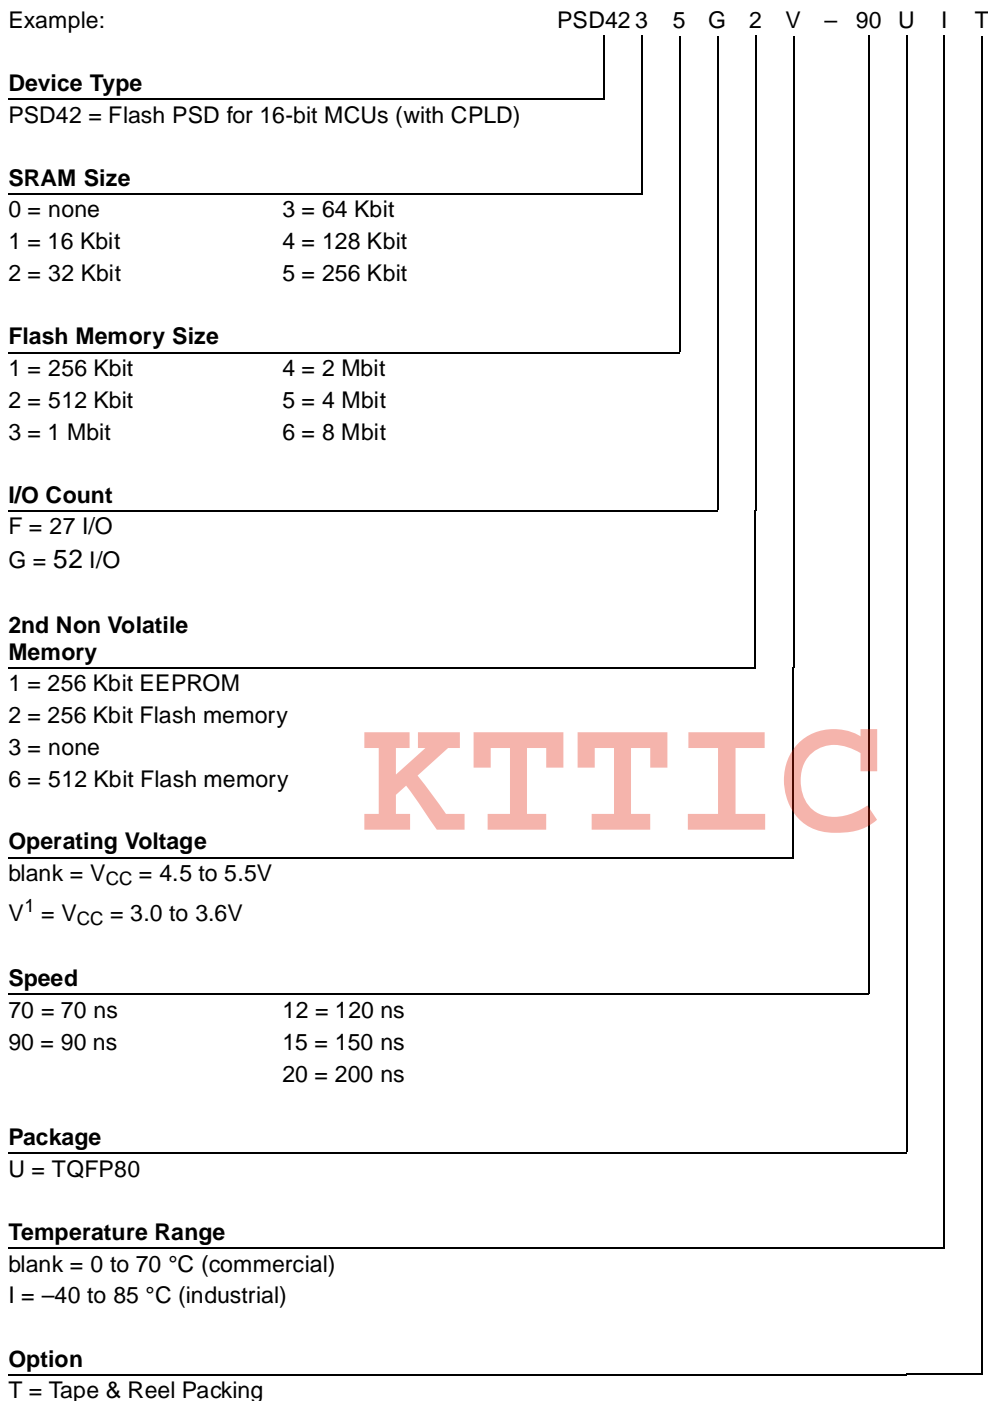 Example: PSD42 3 5 G 2 V – 90 U I T
Device Type
PSD42 = Flash PSD for 16-bit MCUs (with CPLD)
SRAM Size
0 = none 3 = 64 Kbit
1 = 16 Kbit 4 = 128 Kbit
2 = 32 Kbit 5 = 256 Kbit
Flash Memory Size
1 = 256 Kbit 4 = 2 Mbit
2 = 512 Kbit 5 = 4 Mbit
3 = 1 Mbit 6 = 8 Mbit
I/O Count
F = 27 I/O
G = 52 I/O
2nd Non Volatile
Memory
1 = 256 Kbit EEPROM
2 = 256 Kbit Flash memory
3 = none
6 = 512 Kbit Flash memory
KTTIC
Operating Voltage
blank = VCC = 4.5 to 5.5V
V1 = VCC = 3.0 to 3.6V
Speed
70 = 70 ns 12 = 120 ns
90 = 90 ns 15 = 150 ns
20 = 200 ns
Package
U = TQFP80
Temperature Range
blank = 0 to 70 °C (commercial)
I = –40 to 85 °C (industrial)
Option
T = Tape & Reel Packing